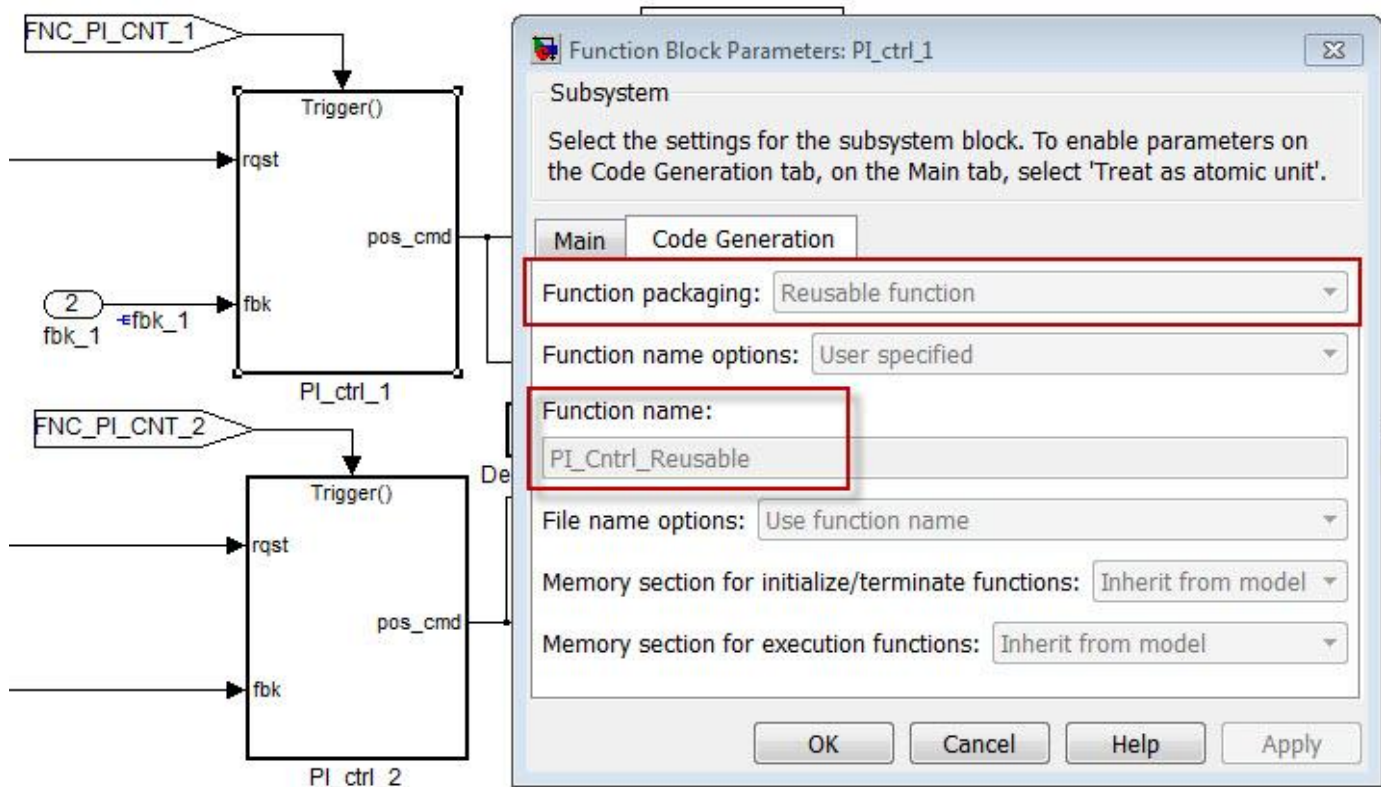 FNC_PI_CNT_1
Trigger()
rqst
pos_cmd
fbk
2
fbk_1
fbk_1
PI_ctrl_1
FNC_PI_CNT_2
De
Trigger()
rqst
pos_cmd
fbk
PI_ctrl_2
Function Block Parameters: PI_ctrl_1
Subsystem
Select the settings for the subsystem block. To enable parameters on
the Code Generation tab, on the Main tab, select 'Treat as atomic unit'.
Main
Code Generation
Function packaging: Reusable function
Function name options: User specified
Function name:
PI_Cntrl_Reusable
File name options: Use function name
Memory section for initialize/terminate functions: Inherit from model
Memory section for execution functions: Inherit from model
OK
Cancel
Help
Apply